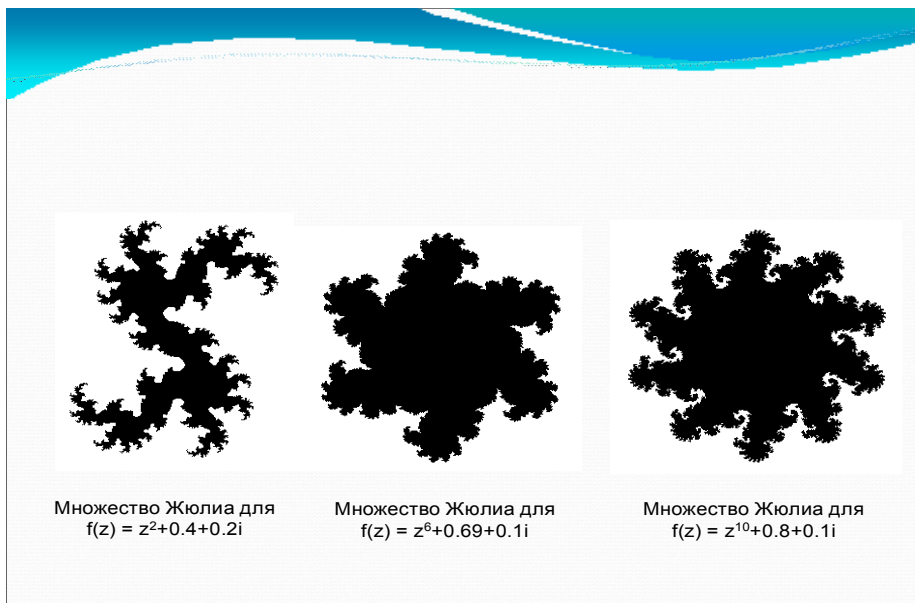 Множество Жюлиа для
f(z) = z²+0.4+0.2i
Множество Жюлиа для
f(z) = z⁶+0.69+0.1i
Множество Жюлиа для
f(z) = z¹⁰+0.8+0.1i